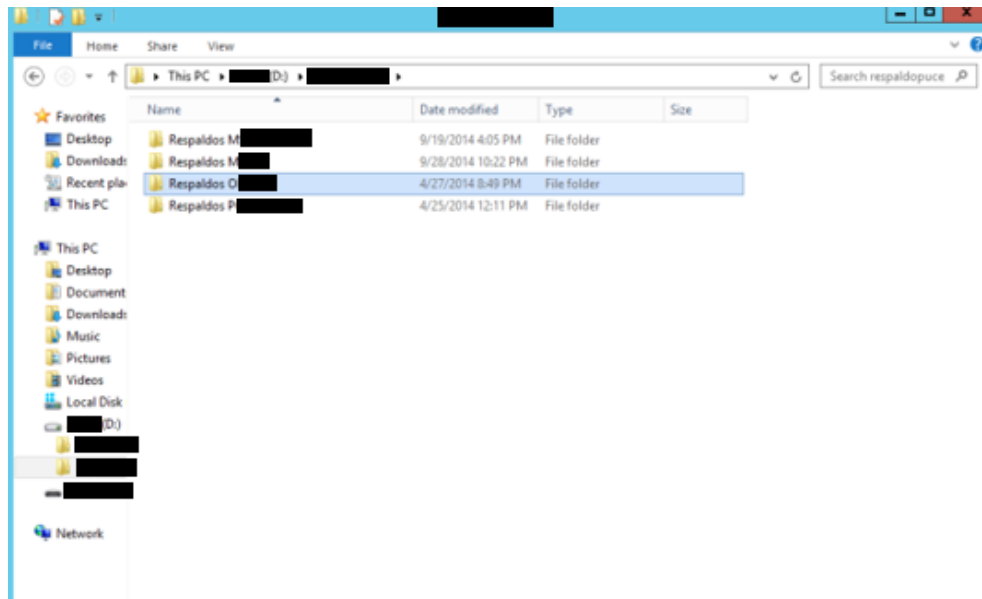 File Home Share View
This PC (D:)
Search respaldopuce
Favorites
Desktop
Downloads
Recent pla
This PC
This PC
Desktop
Document
Downloads
Music
Pictures
Videos
Local Disk
(D:)
Network
Name Date modified Type Size
Respaldos M 9/19/2014 4:05 PM File folder
Respaldos M 9/28/2014 10:22 PM File folder
Respaldos O 4/27/2014 8:49 PM File folder
Respaldos P 4/25/2014 12:11 PM File folder